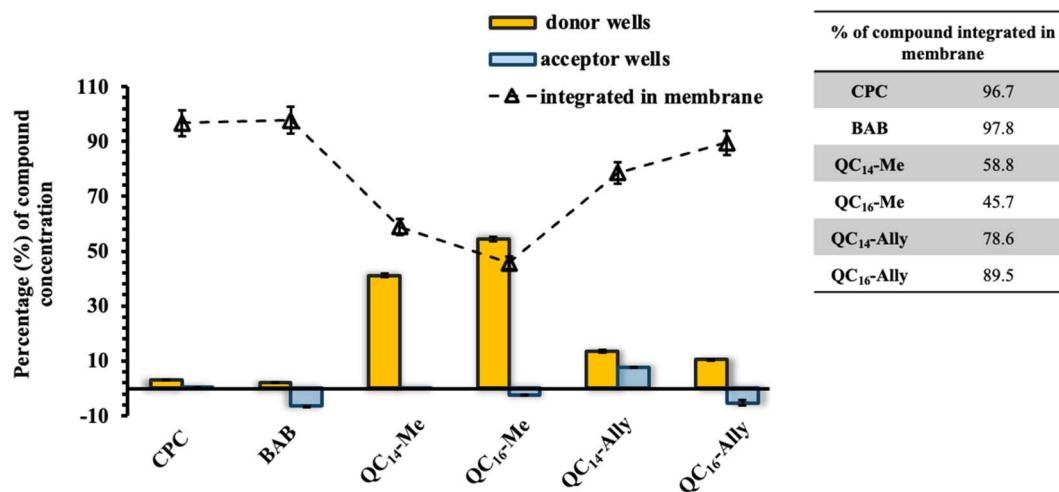 donor wells
acceptor wells
integrated in membrane
Percentage (%) of compound
concentration
110
90
70
50
30
10
-10
CPC
BAB
QC₁₄-Me
QC₁₆-Me
QC₁₄-Ally
QC₁₆-Ally
% of compound integrated in
membrane
CPC 96.7
BAB 97.8
QC₁₄-Me 58.8
QC₁₆-Me 45.7
QC₁₄-Ally 78.6
QC₁₆-Ally 89.5